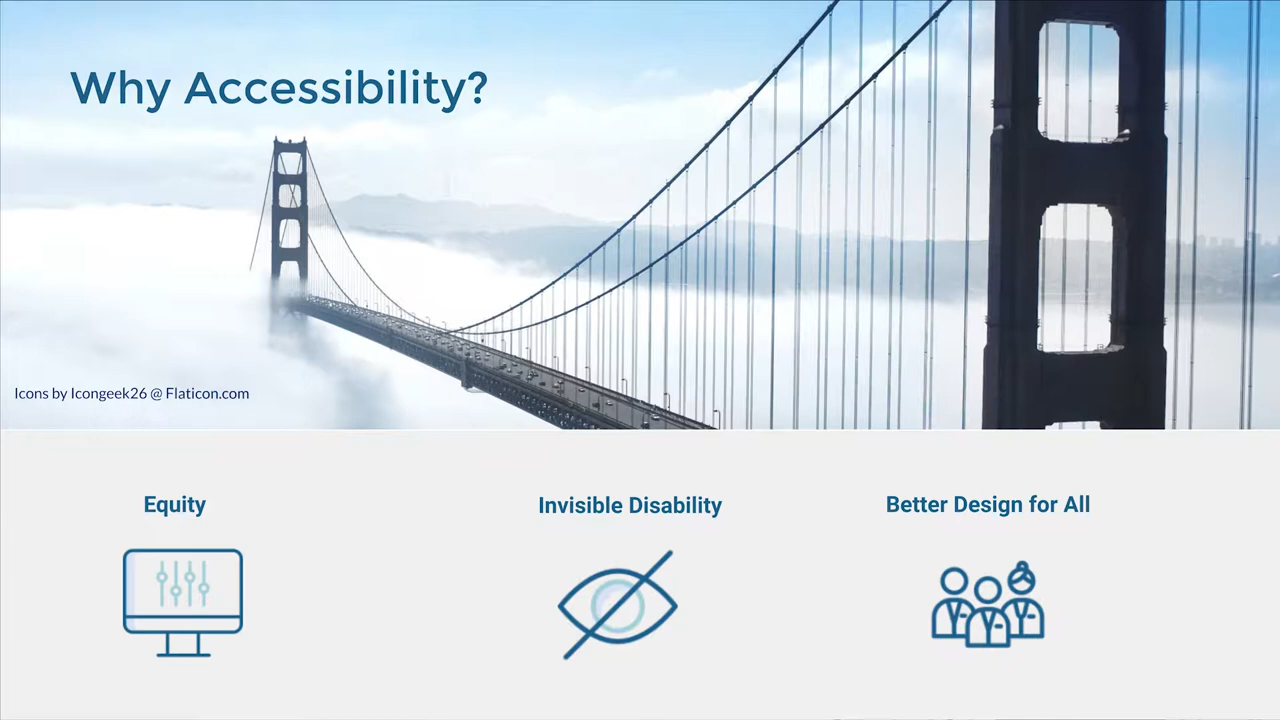 Why Accessibility?
Icons by Icongeek26 @ Flaticon.com
Equity
Invisible Disability
Better Design for All